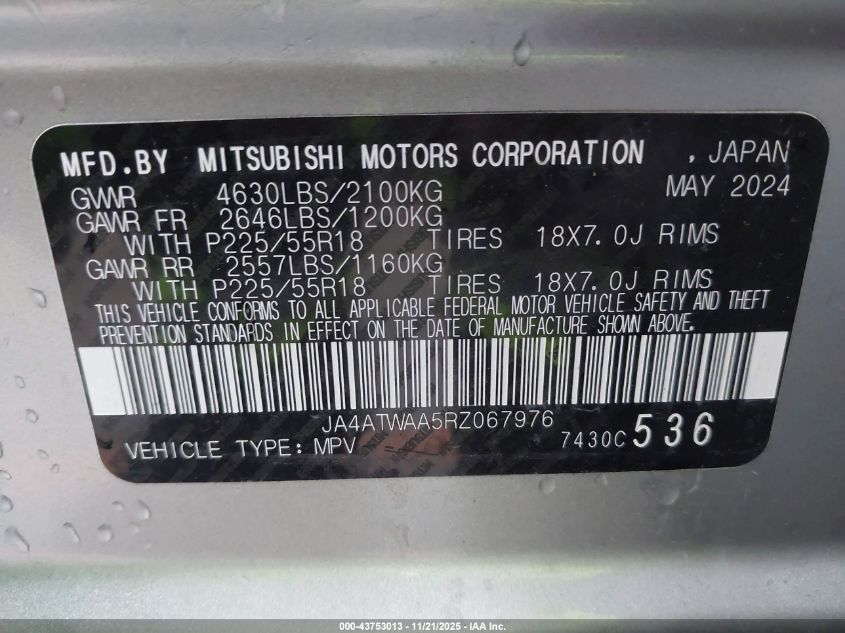 MFD.BY MITSUBISHI MOTORS CORPORATION , JAPAN
GVWR 4630LBS/2100KG MAY 2024
GAWR FR 2646LBS/1200KG
WITH P225/55R18 TIRES 18X7.0J RIMS
GAWR RR 2557LBS/1160KG
WITH P225/55R18 TIRES 18X7.0J RIMS
THIS VEHICLE CONFORMS TO ALL APPLICABLE FEDERAL MOTOR VEHICLE SAFETY AND THEFT
PREVENTION STANDARDS IN EFFECT ON THE DATE OF MANUFACTURE SHOWN ABOVE.
JA4ATWAA5RZ067976
VEHICLE TYPE: MPV 7430C 536
000-43753013 - 11/21/2025 - IAA Inc.